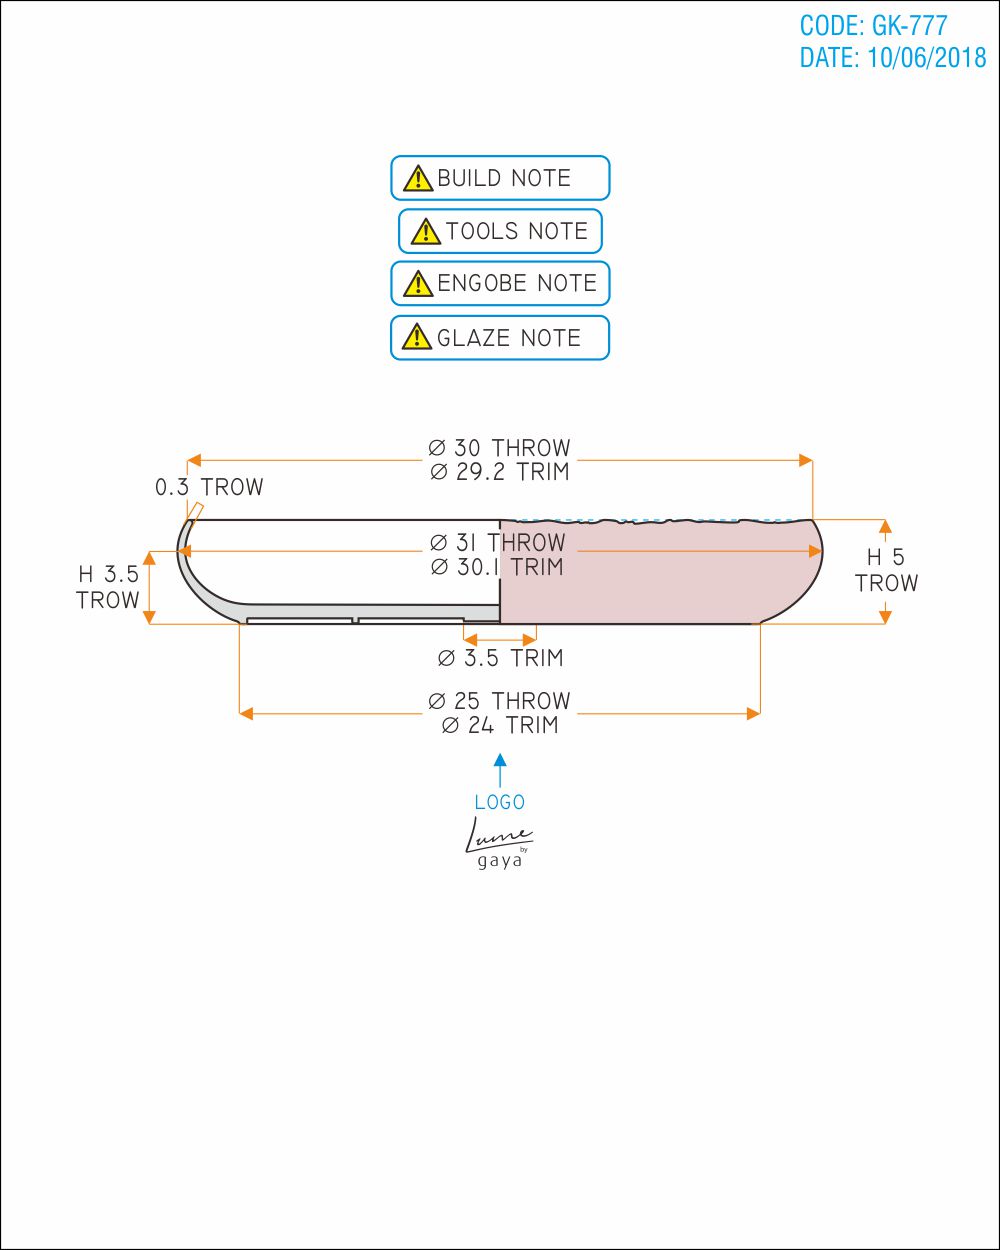 CODE: GK-777
DATE: 10/06/2018
BUILD NOTE
TOOLS NOTE
ENGOBE NOTE
GLAZE NOTE
Ø 30 THROW
Ø 29.2 TRIM
0.3 TROW
Ø 31 THROW
Ø 30.1 TRIM
H 3.5
TROW
H 5
TROW
Ø 3.5 TRIM
Ø 25 THROW
Ø 24 TRIM
LOGO
Lume
by
gaya